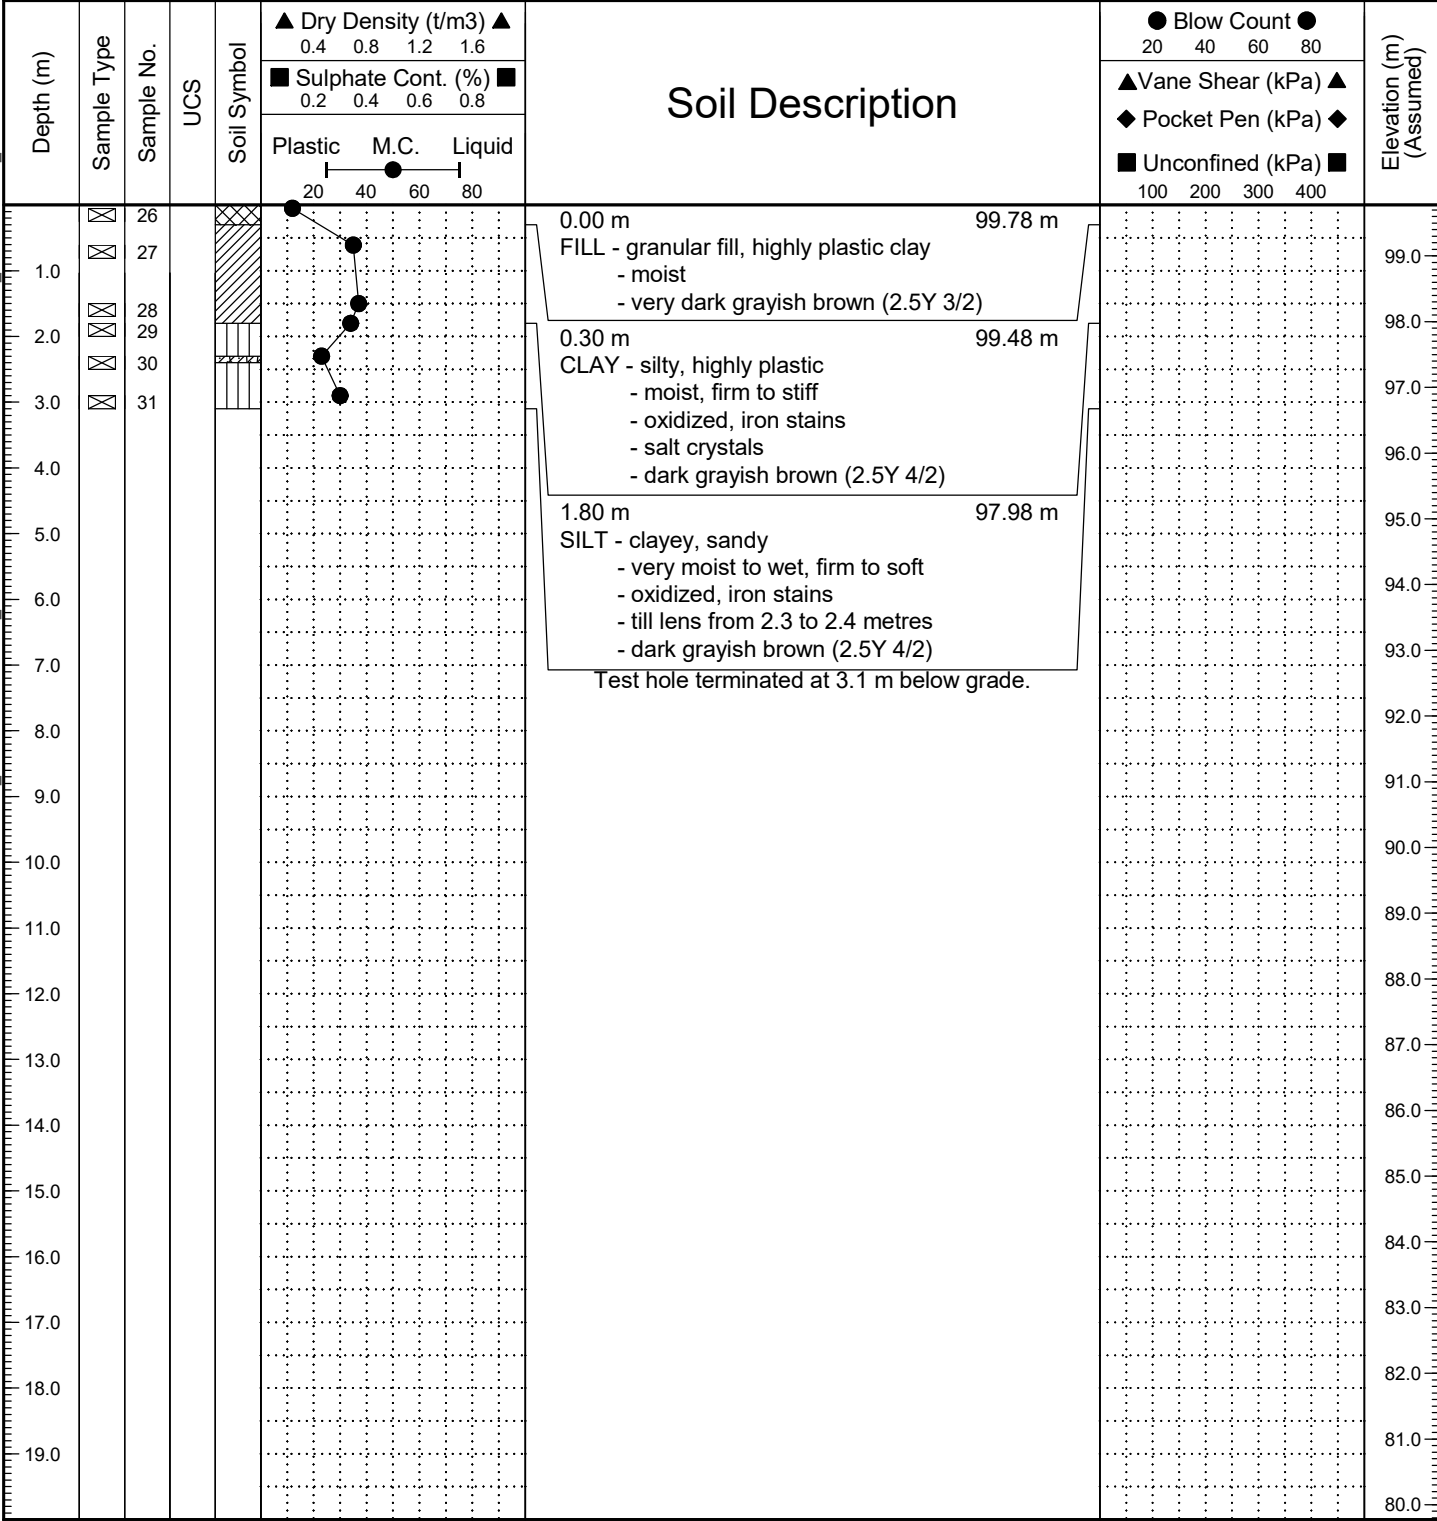 Depth (m)
Sample Type
Sample No.
UCS
Soil Symbol
▲ Dry Density (t/m3) ▲
0.4 0.8 1.2 1.6
■ Sulphate Cont. (%) ■
0.2 0.4 0.6 0.8
Plastic M.C. Liquid
20 40 60 80
Soil Description
● Blow Count ●
20 40 60 80
▲ Vane Shear (kPa) ▲
◆ Pocket Pen (kPa) ◆
■ Unconfined (kPa) ■
100 200 300 400
Elevation (m)
(Assumed)
1.0
2.0
3.0
4.0
5.0
6.0
7.0
8.0
9.0
10.0
11.0
12.0
13.0
14.0
15.0
16.0
17.0
18.0
19.0
26
27
28
29
30
31
0.00 m 99.78 m
FILL - granular fill, highly plastic clay
- moist
- very dark grayish brown (2.5Y 3/2)
0.30 m 99.48 m
CLAY - silty, highly plastic
- moist, firm to stiff
- oxidized, iron stains
- salt crystals
- dark grayish brown (2.5Y 4/2)
1.80 m 97.98 m
SILT - clayey, sandy
- very moist to wet, firm to soft
- oxidized, iron stains
- till lens from 2.3 to 2.4 metres
- dark grayish brown (2.5Y 4/2)
Test hole terminated at 3.1 m below grade.
99.0
98.0
97.0
96.0
95.0
94.0
93.0
92.0
91.0
90.0
89.0
88.0
87.0
86.0
85.0
84.0
83.0
82.0
81.0
80.0